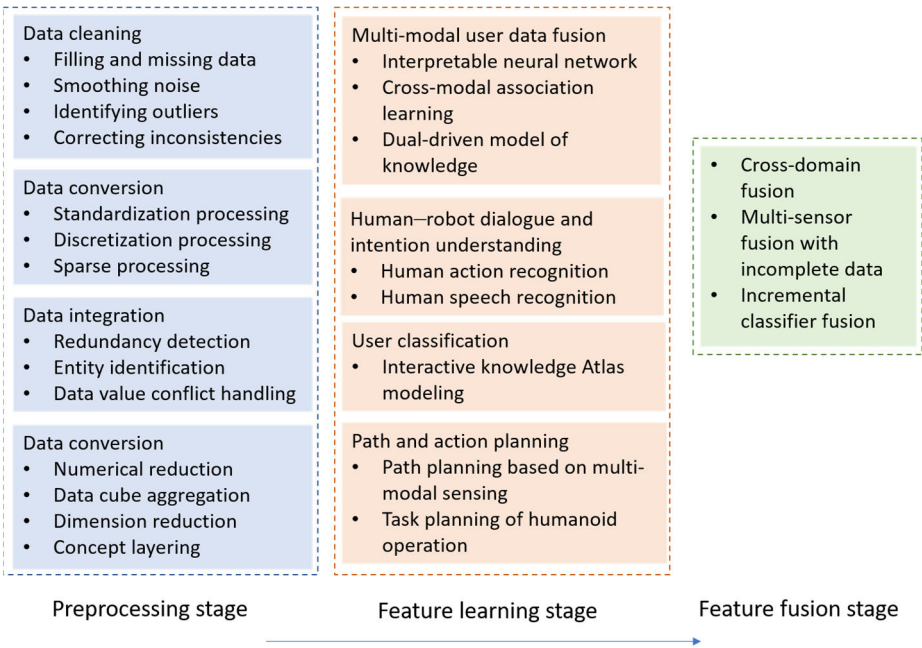 Data cleaning
• Filling and missing data
• Smoothing noise
• Identifying outliers
• Correcting inconsistencies
Data conversion
• Standardization processing
• Discretization processing
• Sparse processing
Data integration
• Redundancy detection
• Entity identification
• Data value conflict handling
Data conversion
• Numerical reduction
• Data cube aggregation
• Dimension reduction
• Concept layering
Preprocessing stage
Multi-modal user data fusion
• Interpretable neural network
• Cross-modal association
learning
• Dual-driven model of
knowledge
Human—robot dialogue and
intention understanding
• Human action recognition
• Human speech recognition
User classification
• Interactive knowledge Atlas
modeling
Path and action planning
• Path planning based on multi-
modal sensing
• Task planning of humanoid
operation
Feature learning stage
• Cross-domain
fusion
• Multi-sensor
fusion with
incomplete data
• Incremental
classifier fusion
Feature fusion stage